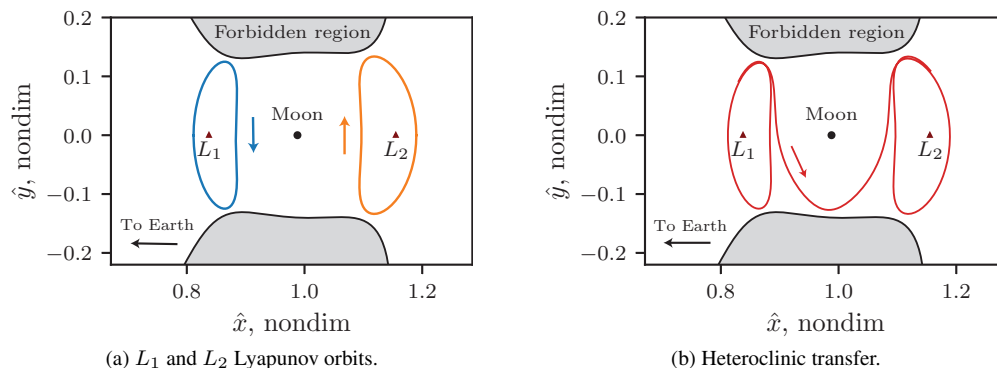 0.2
Forbidden region
0.1
Moon
0.0
L₁
L₂
ŷ, nondim
−0.1
To Earth
−0.2
0.8
1.0
1.2
x̂, nondim
(a) L₁ and L₂ Lyapunov orbits.
0.2
Forbidden region
0.1
Moon
0.0
L₁
L₂
ŷ, nondim
−0.1
To Earth
−0.2
0.8
1.0
1.2
x̂, nondim
(b) Heteroclinic transfer.